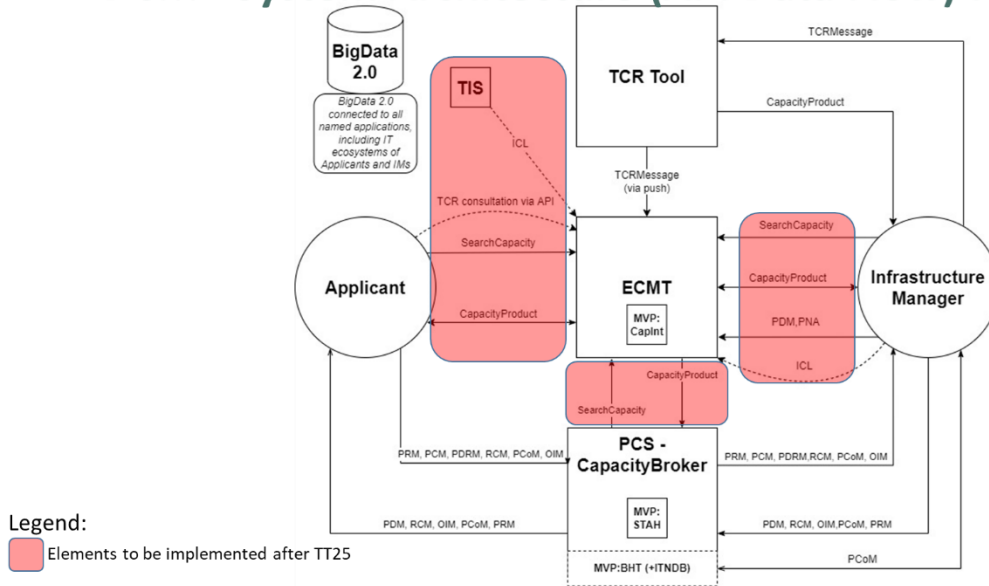 BigData
2.0
BigData 2.0
connected to all
named applications,
including IT
ecosystems of
Applicants and IMs
TIS
ICL
TCR consultation via API
SearchCapacity
CapacityProduct
Applicant
TCR Tool
TCRMessage
CapacityProduct
TCRMessage
(via push)
ECMT
MVP:
CapInt
SearchCapacity
CapacityProduct
PDM,PNA
ICL
Infrastructure
Manager
CapacityProduct
SearchCapacity
PCS -
CapacityBroker
MVP:
STAH
MVP:BHT (+ITNDB)
PRM, PCM, PDRM, RCM, PCoM, OIM
PRM, PCM, PDRM,RCM, PCoM, OIM
PDM, RCM, OIM, PCoM, PRM
PDM, RCM, OIM,PCoM, PRM
PCoM
Legend:
Elements to be implemented after TT25